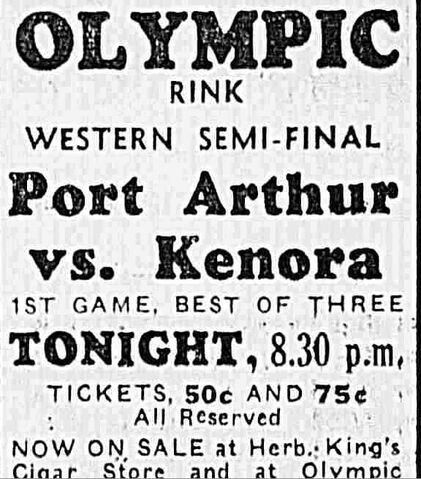 OLYMPIC
RINK
WESTERN SEMI-FINAL
Port Arthur
vs. Kenora
1ST GAME, BEST OF THREE
TONIGHT, 8.30 p.m.
TICKETS, 50c AND 75c
All Reserved
NOW ON SALE at Herb. King's
Cigar Store and at Olympic